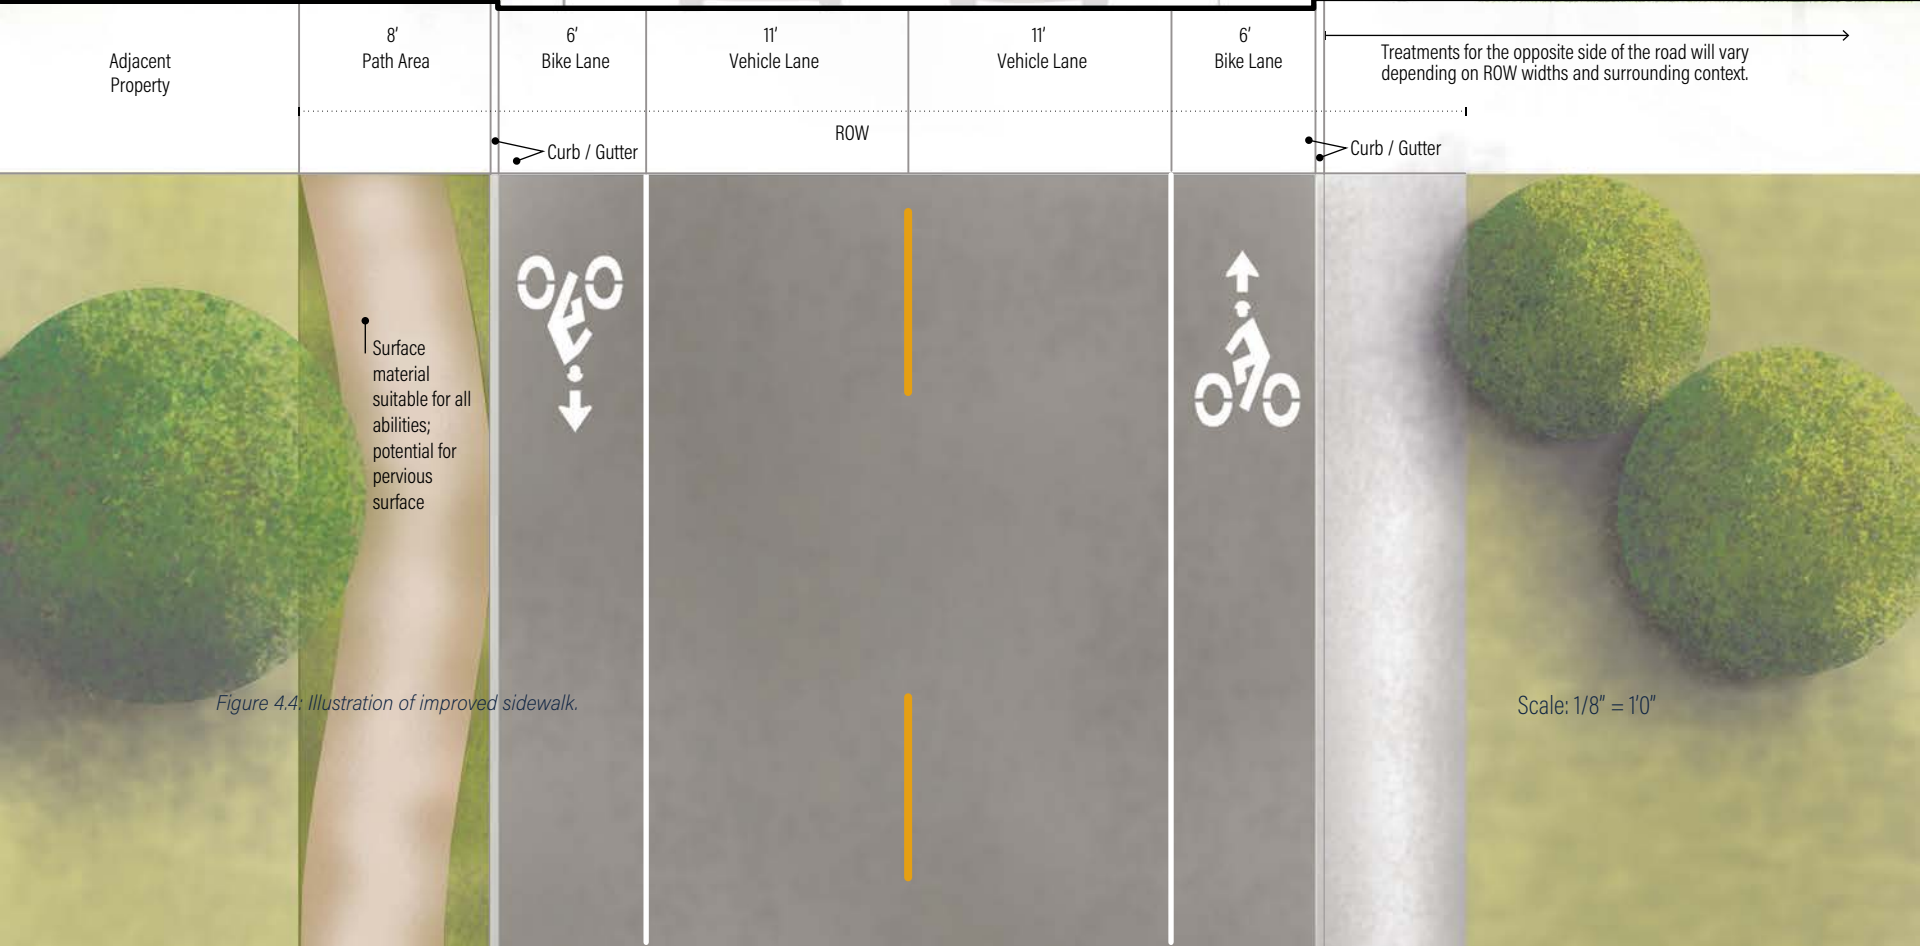 Adjacent
Property
8'
Path Area
6'
Bike Lane
11'
Vehicle Lane
11'
Vehicle Lane
6'
Bike Lane
Treatments for the opposite side of the road will vary
depending on ROW widths and surrounding context.
ROW
Curb / Gutter
Curb / Gutter
Surface
material
suitable for all
abilities;
potential for
pervious
surface
Figure 4.4: Illustration of improved sidewalk.
Scale: 1/8" = 1'0"